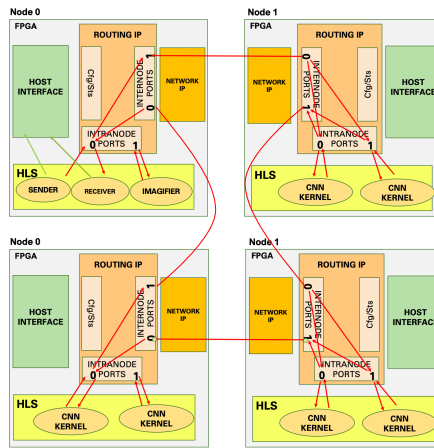 Node 0
FPGA
ROUTING IP
HOST
INTERFACE
Cfg/Sts
INTERNODE
PORTS
1
0
NETWORK
IP
INTRANODE
PORTS
0
1
HLS
SENDER
RECEIVER
IMAGIFIER
Node 1
FPGA
ROUTING IP
NETWORK
IP
0
1
INTERNODE
PORTS
Cfg/Sts
HOST
INTERFACE
INTRANODE
PORTS
0
1
HLS
CNN
KERNEL
CNN
KERNEL
Node 0
FPGA
ROUTING IP
HOST
INTERFACE
Cfg/Sts
INTERNODE
PORTS
1
0
NETWORK
IP
INTRANODE
PORTS
0
1
HLS
CNN
KERNEL
CNN
KERNEL
Node 1
FPGA
ROUTING IP
NETWORK
IP
0
1
INTERNODE
PORTS
Cfg/Sts
HOST
INTERFAC
INTRANODE
PORTS
0
1
HLS
CNN
KERNEL
CNN
KERNEL